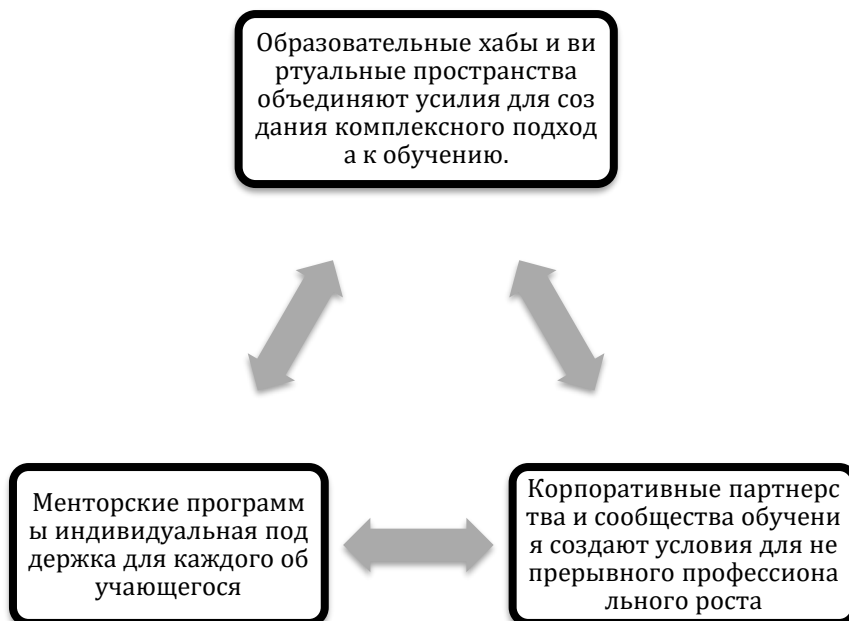 Образовательные хабы и ви
ртуальные пространства
объединяют усилия для соз
дания комплексного подход
а к обучению.
Менторские программ
ы индивидуальная под
держка для каждого об
учающегося
Корпоративные партнерс
тва и сообщества обучени
я создают условия для не
прерывного профессиона
льного роста